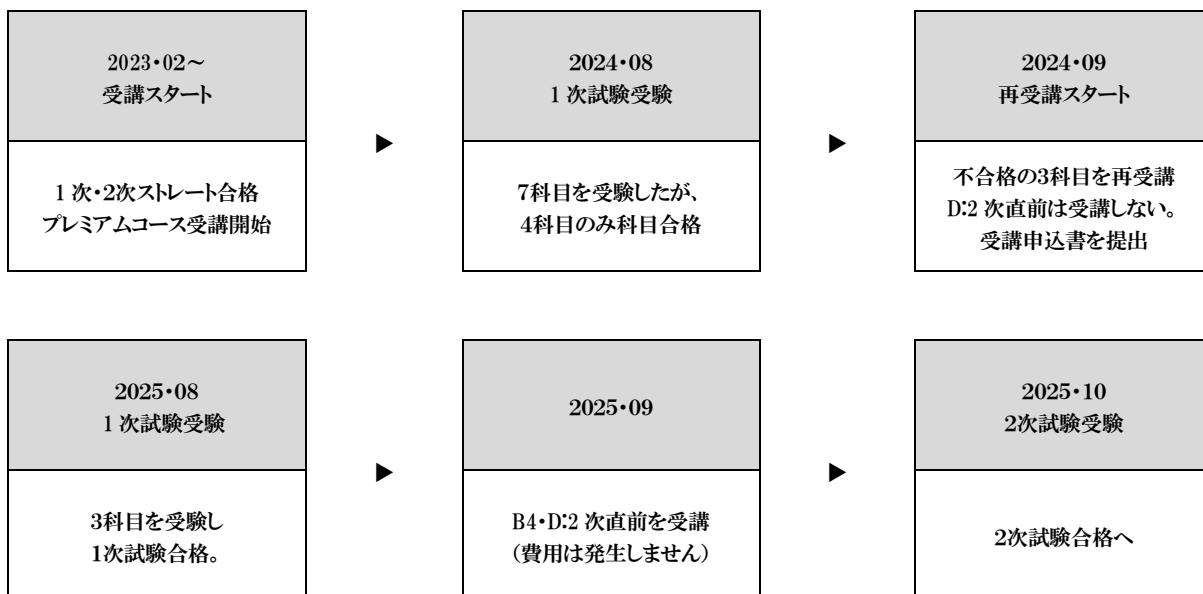 2023・02～
受講スタート
1次・2次ストレート合格
プレミアムコース受講開始
▶
2024・08
1次試験受験
7科目を受験したが、
4科目のみ科目合格
▶
2024・09
再受講スタート
不合格の3科目を再受講
D:2次直前は受講しない。
受講申込書を提出
2025・08
1次試験受験
3科目を受験し
1次試験合格。
▶
2025・09
B4・D:2次直前を受講
（費用は発生しません）
▶
2025・10
2次試験受験
2次試験合格へ